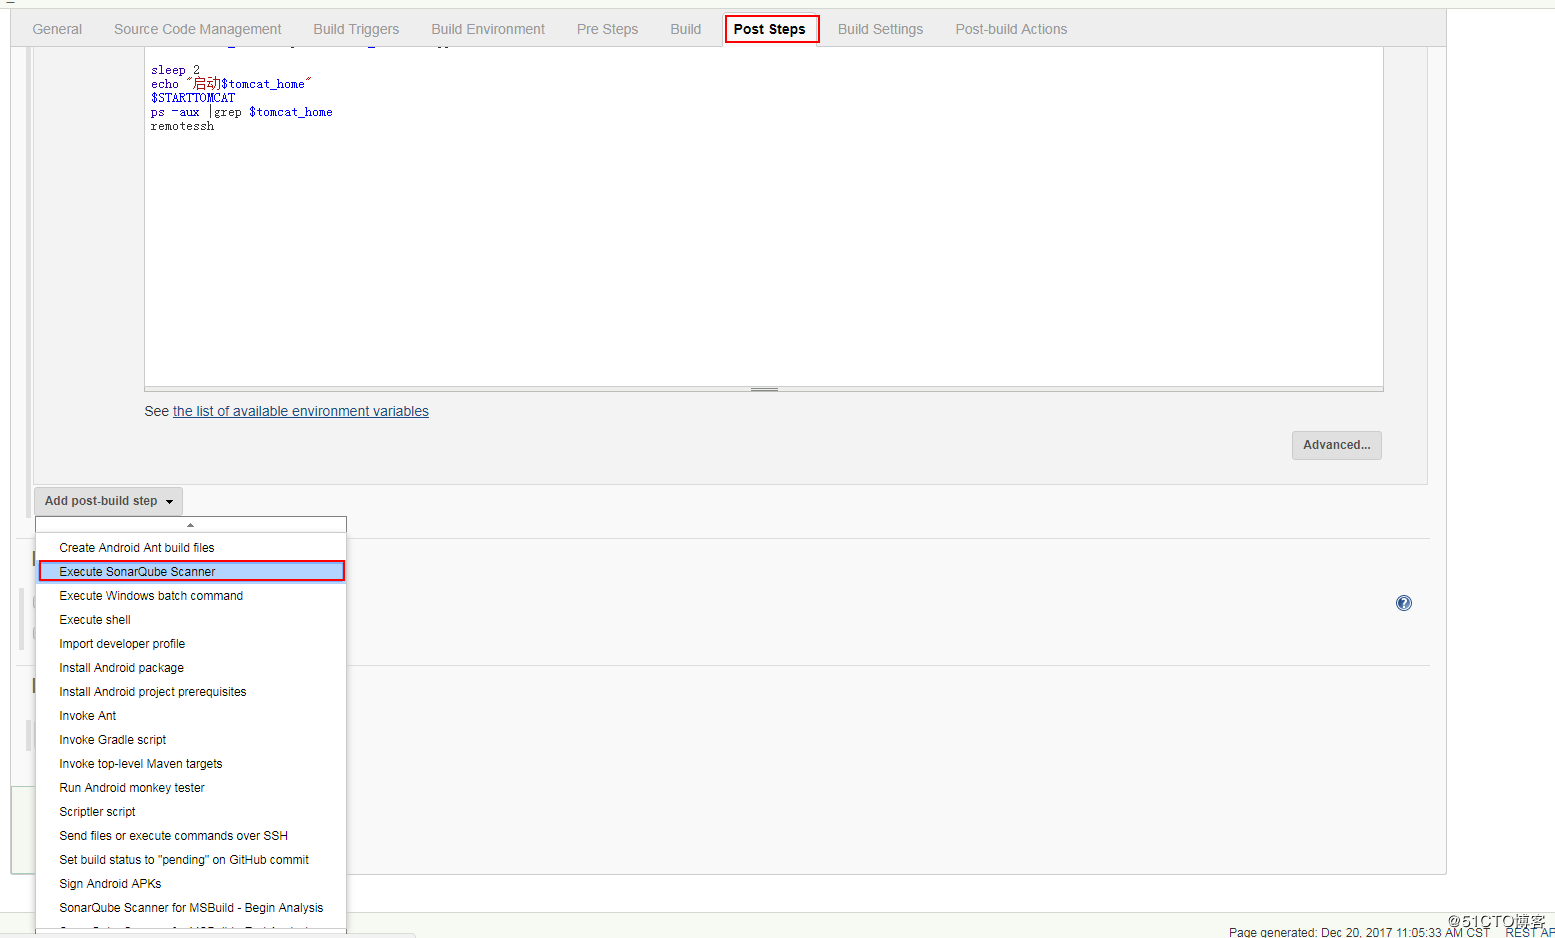 General Source Code Management Build Triggers Build Environment Pre Steps Build Post Steps Build Settings Post-build Actions
sleep 2
echo "启动$tomcat_home"
$STARTTOMCAT
ps -aux |grep $tomcat_home
remotessh
See the list of available environment variables
Advanced...
Add post-build step
Create Android Ant build files
Execute SonarQube Scanner
Execute Windows batch command
Execute shell
Import developer profile
Install Android package
Install Android project prerequisites
Invoke Ant
Invoke Gradle script
Invoke top-level Maven targets
Run Android monkey tester
Scriptler script
Send files or execute commands over SSH
Set build status to "pending" on GitHub commit
Sign Android APKs
SonarQube Scanner for MSBuild - Begin Analysis
@51CTO博客
Page generated: Dec 20, 2017 11:05:33 AM CST REST AP